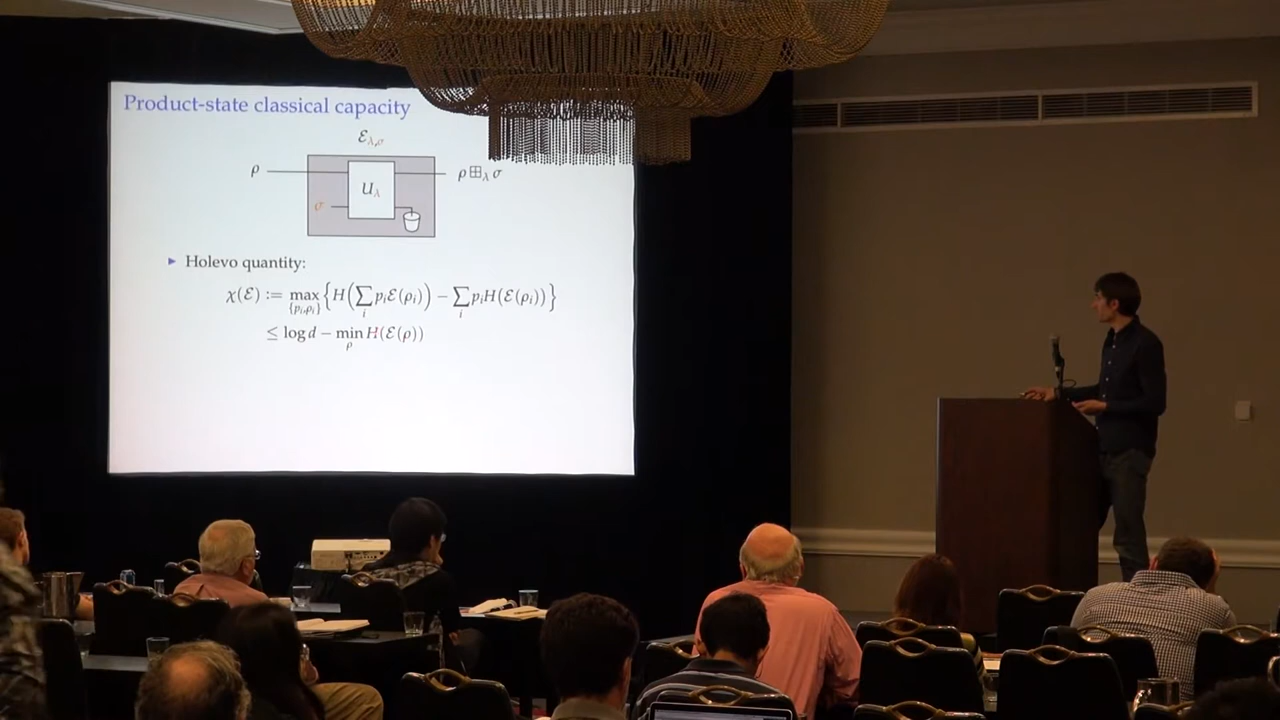 Product-state classical capacity
ℰ_{λ,σ}
ρ
U_λ
ρ ⊞_λ σ
σ
▸ Holevo quantity:
χ(ℰ) := max_{{p_i,ρ_i}} { H( ∑_i p_i ℰ(ρ_i) ) − ∑_i p_i H(ℰ(ρ_i)) }
≤ log d − min_ρ H(ℰ(ρ))